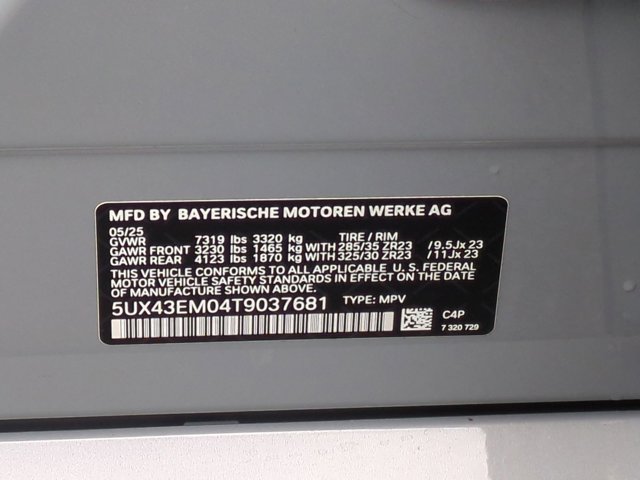 MFD BY BAYERISCHE MOTOREN WERKE AG
05/25
GVWR 7319 lbs 3320 kg TIRE / RIM
GAWR FRONT 3230 lbs 1465 kg WITH 285/35 ZR23 / 9.5Jx 23
GAWR REAR 4123 lbs 1870 kg WITH 325/30 ZR23 / 11Jx 23
THIS VEHICLE CONFORMS TO ALL APPLICABLE U. S. FEDERAL
MOTOR VEHICLE SAFETY STANDARDS IN EFFECT ON THE DATE
OF MANUFACTURE SHOWN ABOVE.
5UX43EM04T9037681 TYPE: MPV
C4P
7 320 729